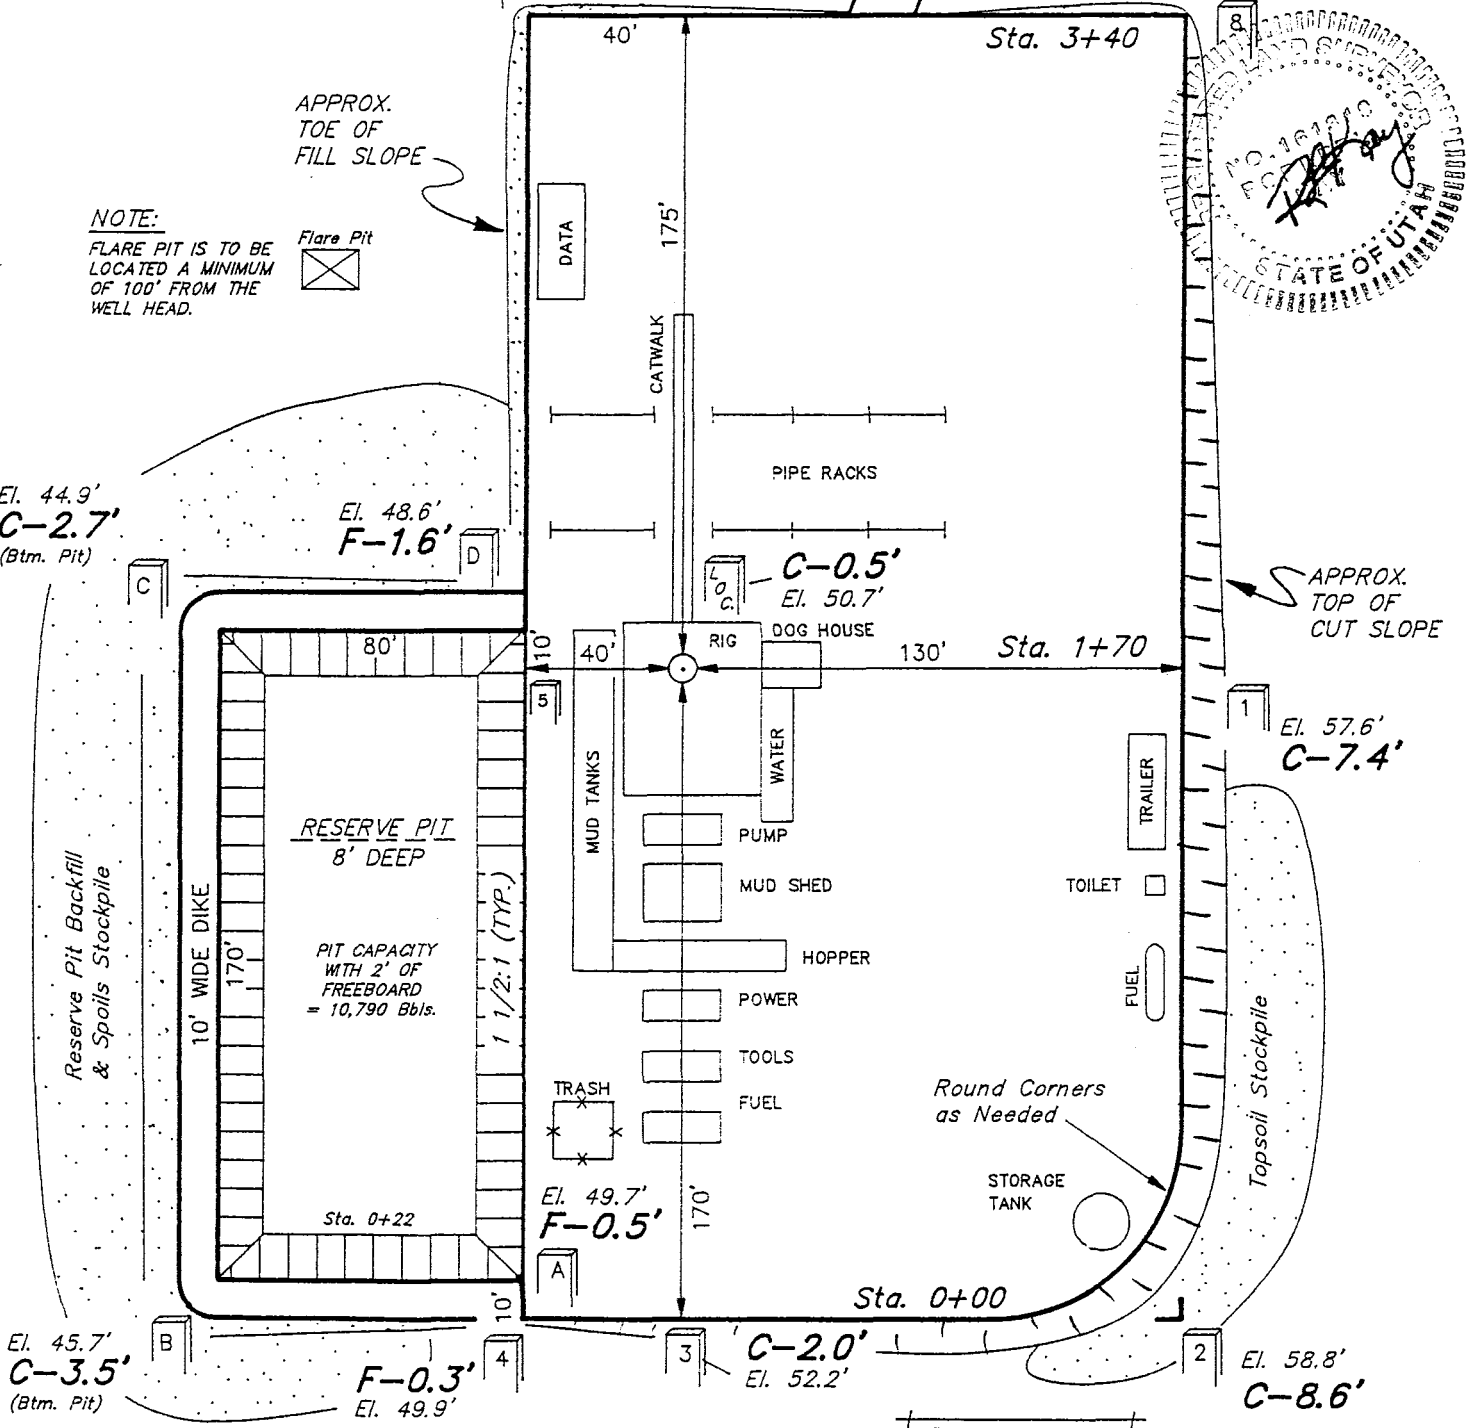 40'
Sta. 3+40
8
REGISTERED LAND SURVEYOR
STATE OF UTAH
APPROX.
TOE OF
FILL SLOPE
NOTE:
FLARE PIT IS TO BE
LOCATED A MINIMUM
OF 100' FROM THE
WELL HEAD.
Flare Pit
DATA
175'
CATWALK
PIPE RACKS
El. 44.9'
C-2.7'
(Btm. Pit)
C
El. 48.6'
F-1.6'
D
LOC.
C-0.5'
El. 50.7'
APPROX.
TOP OF
CUT SLOPE
RIG
DOG HOUSE
80'
10'
40'
130'
Sta. 1+70
5
1
El. 57.6'
C-7.4'
MUD TANKS
WATER
TRAILER
RESERVE PIT
8' DEEP
PUMP
MUD SHED
TOILET
Reserve Pit Backfill
& Spoils Stockpile
10' WIDE DIKE
170'
PIT CAPACITY
WITH 2' OF
FREEBOARD
= 10,790 Bbls.
1 1/2:1 (TYP.)
HOPPER
POWER
FUEL
TOOLS
TRASH
FUEL
Round Corners
as Needed
Topsoil Stockpile
STORAGE
TANK
El. 49.7'
F-0.5'
170'
Sta. 0+22
A
10'
Sta. 0+00
El. 45.7'
C-3.5'
(Btm. Pit)
B
F-0.3'
El. 49.9'
4
3
C-2.0'
El. 52.2'
2
El. 58.8'
C-8.6'